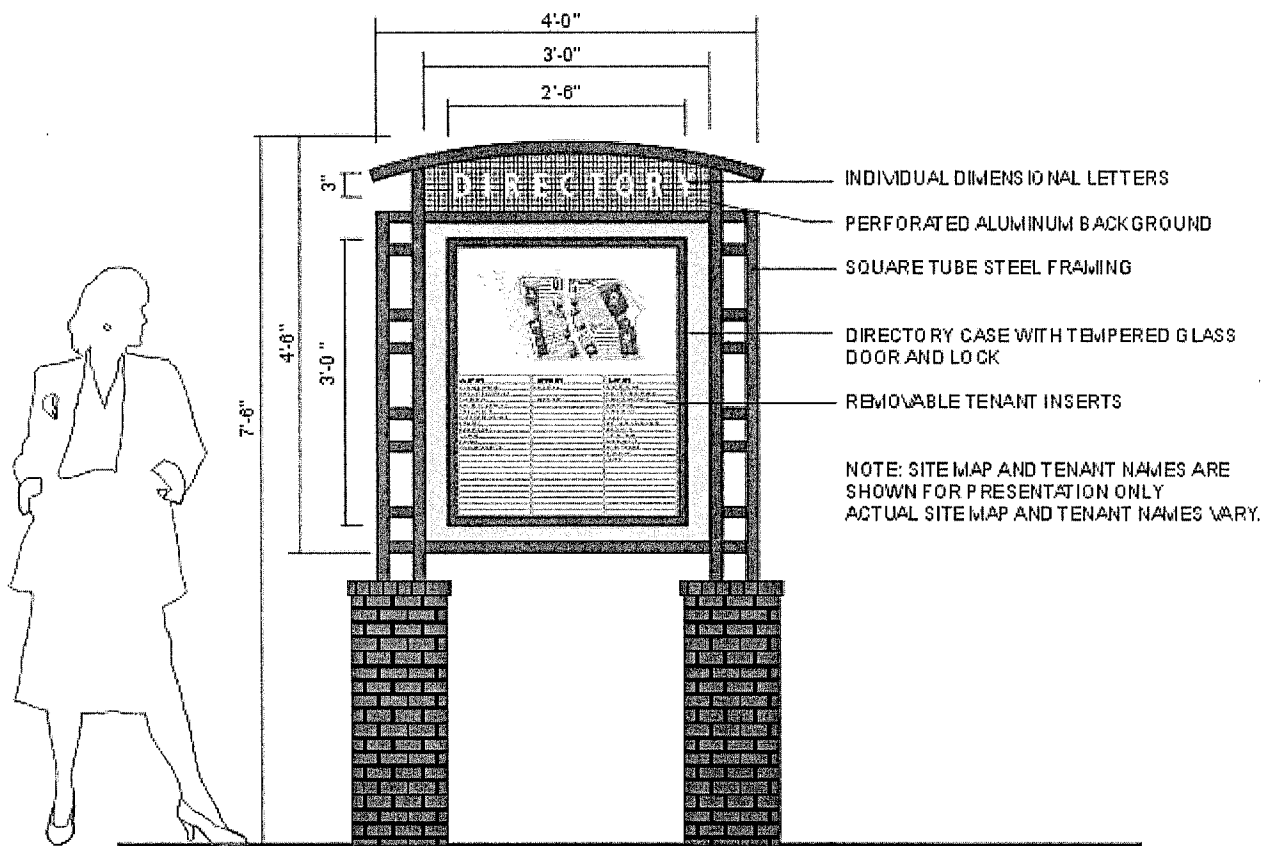 4'-0"
3'-0"
2'-6"
3"
DIRECTORY
INDIVIDUAL DIMENSIONAL LETTERS
PERFORATED ALUMINUM BACKGROUND
SQUARE TUBE STEEL FRAMING
7'-6"
4'-6"
3'-0"
DIRECTORY CASE WITH TEMPERED GLASS
DOOR AND LOCK
REMOVABLE TENANT INSERTS
NOTE: SITE MAP AND TENANT NAMES ARE
SHOWN FOR PRESENTATION ONLY
ACTUAL SITE MAP AND TENANT NAMES VARY.